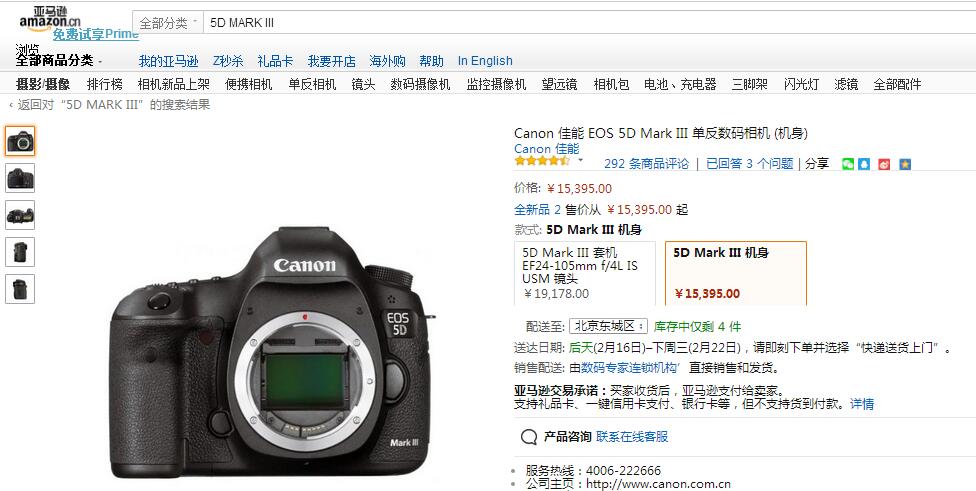 亚马逊
amazon.cn
免费试享Prime
全部分类
5D MARK III
浏览
全部商品分类
我的亚马逊 Z秒杀 礼品卡 我要开店 海外购 帮助 In English
摄影/摄像 排行榜 相机新品上架 便携相机 单反相机 镜头 数码摄像机 监控摄像机 望远镜 相机包 电池、充电器 三脚架 闪光灯 滤镜 全部配件
‹ 返回对“5D MARK III”的搜索结果
Canon 佳能 EOS 5D Mark III 单反数码相机 (机身)
Canon 佳能
292 条商品评论 | 已回答 3 个问题 | 分享
价格: ￥15,395.00
全新品 2 售价从 ￥15,395.00 起
款式: 5D Mark III 机身
5D Mark III 套机
EF24-105mm f/4L IS
USM 镜头
￥19,178.00
5D Mark III 机身
￥15,395.00
配送至: 北京东城区 库存中仅剩 4 件
送达日期: 后天(2月16日)–下周三(2月22日)，请即刻下单并选择“快递送货上门”。
销售配送: 由数码专家连锁机构’ 直接销售和发货。
亚马逊交易承诺：买家收货后，亚马逊支付给卖家。
支持礼品卡、一键信用卡支付、银行卡等，但不支持货到付款。详情
产品咨询 联系在线客服
服务热线：4006-222666
公司主页：http://www.canon.com.cn
Canon
EOS
5D
Mark III